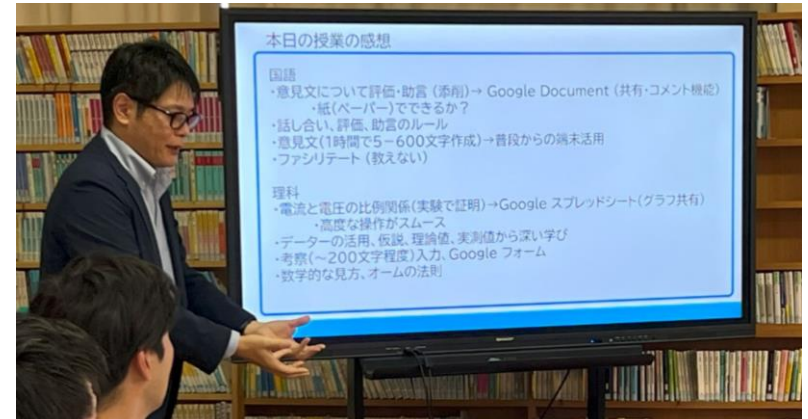 本日の授業の感想
国語
・意見文について評価・助言 (添削)→ Google Document (共有・コメント機能)
・紙(ペーパー)でできるか？
・話し合い、評価、助言のルール
・意見文(1時間で5－600文字作成)→普段からの端末活用
・ファシリテート (教えない)
理科
・電流と電圧の比例関係(実験で証明)→Google スプレッドシート(グラフ共有)
・高度な操作がスムース
・データーの活用、仮説、理論値、実測値から深い学び
・考察(～200文字程度)入力、Google フォーム
・数学的な見方、オームの法則
SHARP